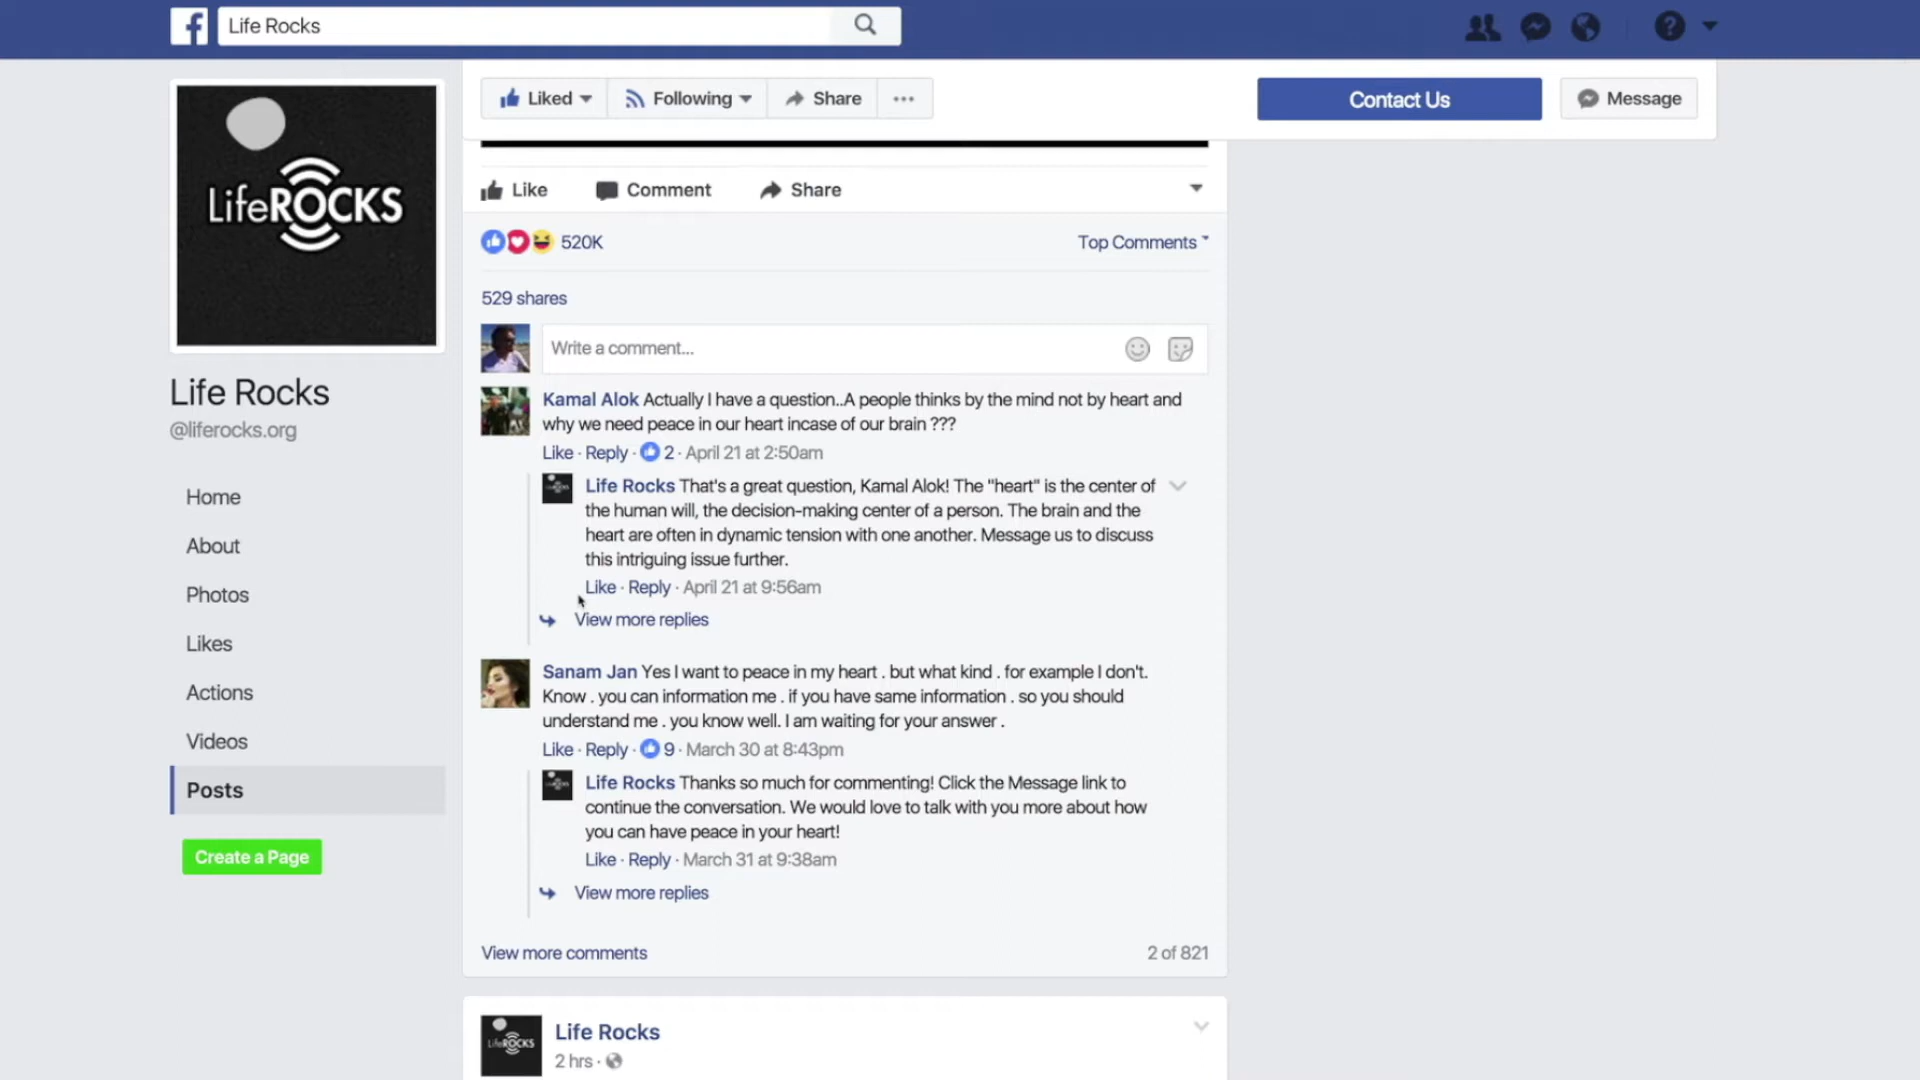 Life Rocks
LifeROCKS
Life Rocks
@liferocks.org
Home
About
Photos
Likes
Actions
Videos
Posts
Create a Page
Liked
Following
Share
Contact Us
Message
Like
Comment
Share
520K
Top Comments
529 shares
Write a comment...
Kamal Alok Actually I have a question..A people thinks by the mind not by heart and
why we need peace in our heart incase of our brain ???
Like · Reply · 2 · April 21 at 2:50am
Life Rocks That's a great question, Kamal Alok! The "heart" is the center of
the human will, the decision-making center of a person. The brain and the
heart are often in dynamic tension with one another. Message us to discuss
this intriguing issue further.
Like · Reply · April 21 at 9:56am
View more replies
Sanam Jan Yes I want to peace in my heart . but what kind . for example I don't.
Know . you can information me . if you have same information . so you should
understand me . you know well. I am waiting for your answer .
Like · Reply · 9 · March 30 at 8:43pm
Life Rocks Thanks so much for commenting! Click the Message link to
continue the conversation. We would love to talk with you more about how
you can have peace in your heart!
Like · Reply · March 31 at 9:38am
View more replies
View more comments
2 of 821
LifeROCKS
Life Rocks
2 hrs ·